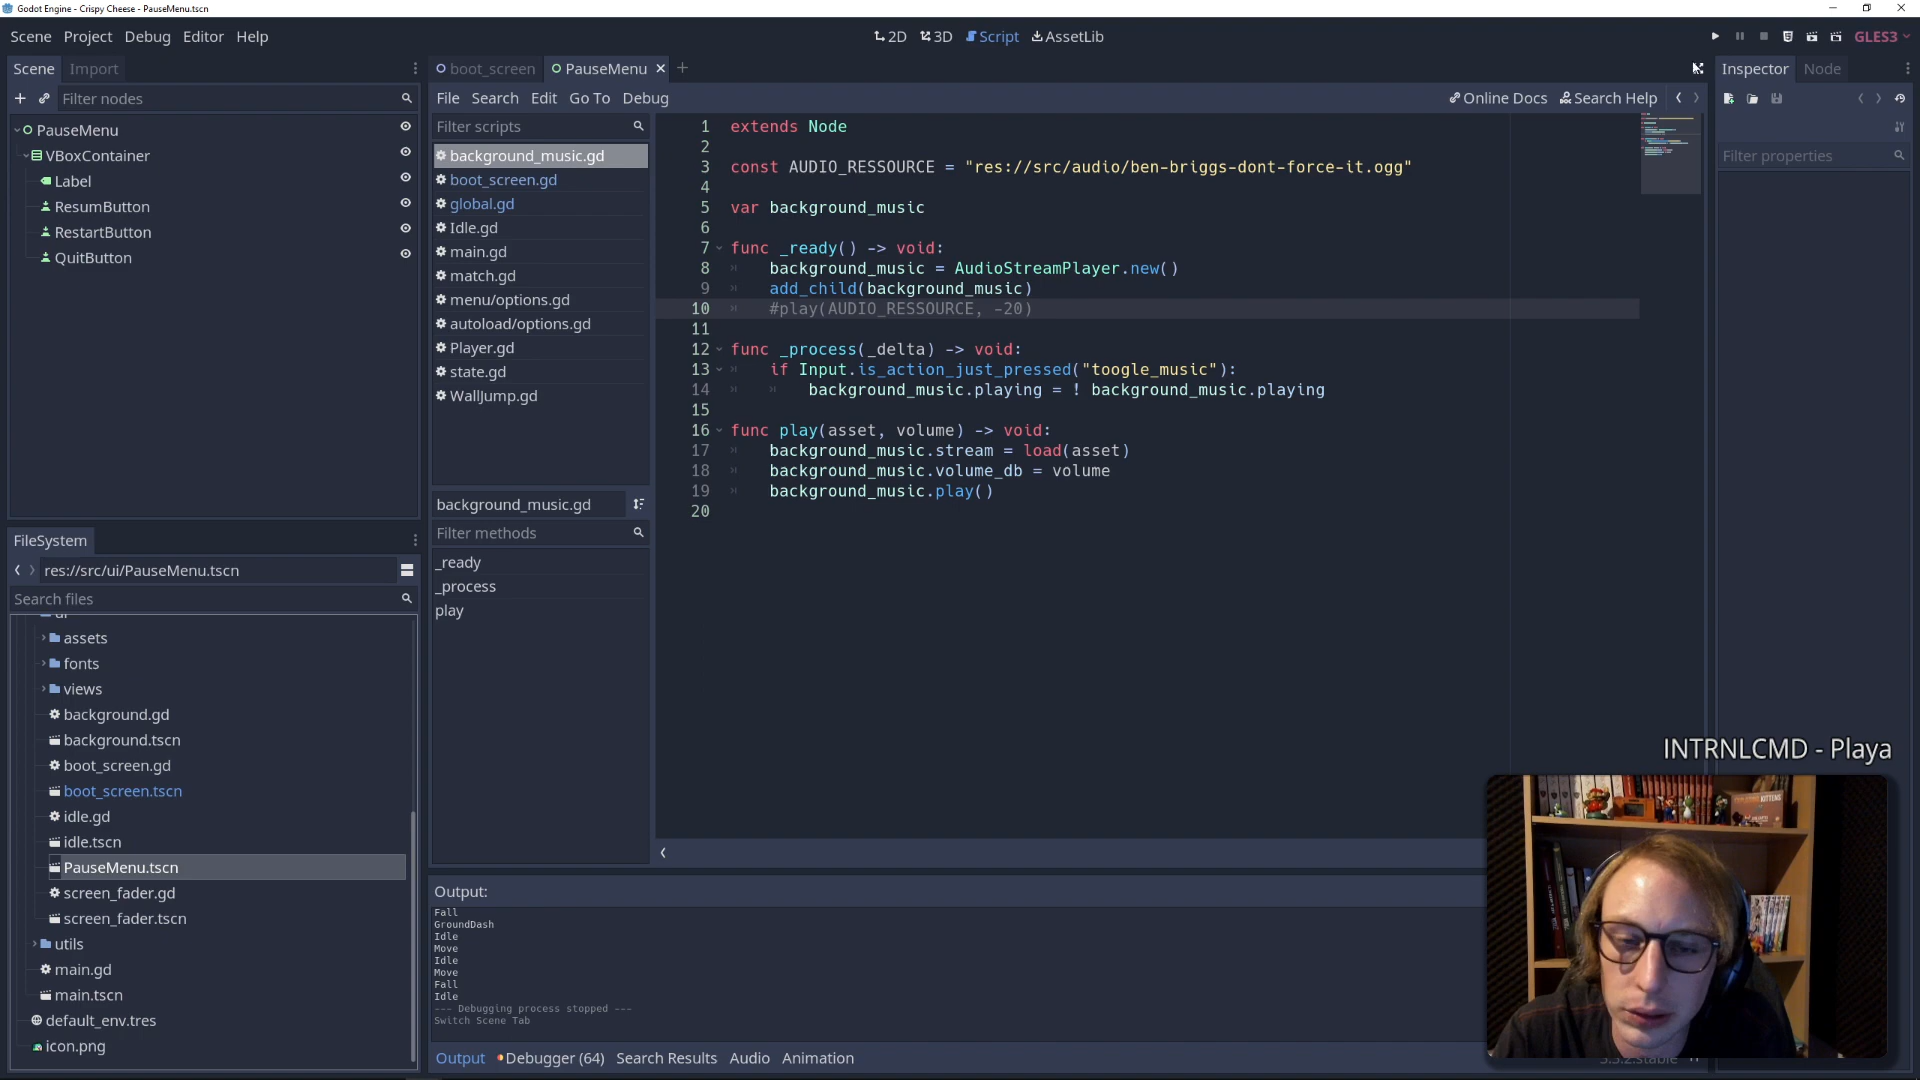 Godot Engine - Crispy Cheese - PauseMenu.tscn
Scene Project Debug Editor Help
2D 3D Script AssetLib
GLES3
Scene Import
Filter nodes
PauseMenu
VBoxContainer
Label
ResumButton
RestartButton
QuitButton
FileSystem
res://src/ui/PauseMenu.tscn
Search files
assets
fonts
views
background.gd
background.tscn
boot_screen.gd
boot_screen.tscn
idle.gd
idle.tscn
PauseMenu.tscn
screen_fader.gd
screen_fader.tscn
utils
main.gd
main.tscn
default_env.tres
icon.png
boot_screen PauseMenu
File Search Edit Go To Debug
Online Docs Search Help
Filter scripts
background_music.gd
boot_screen.gd
global.gd
Idle.gd
main.gd
match.gd
menu/options.gd
autoload/options.gd
Player.gd
state.gd
WallJump.gd
background_music.gd
Filter methods
_ready
_process
play
1 extends Node
2
3 const AUDIO_RESSOURCE = "res://src/audio/ben-briggs-dont-force-it.ogg"
4
5 var background_music
6
7 func _ready() -> void:
8 background_music = AudioStreamPlayer.new()
9 add_child(background_music)
10 #play(AUDIO_RESSOURCE, -20)
11
12 func _process(_delta) -> void:
13 if Input.is_action_just_pressed("toogle_music"):
14 background_music.playing = ! background_music.playing
15
16 func play(asset, volume) -> void:
17 background_music.stream = load(asset)
18 background_music.volume_db = volume
19 background_music.play()
20
Output:
Fall
GroundDash
Idle
Move
Idle
Move
Fall
Idle
--- Debugging process stopped ---
Switch Scene Tab
Output Debugger (64) Search Results Audio Animation
Inspector Node
Filter properties
INTRNLCMD - Playa